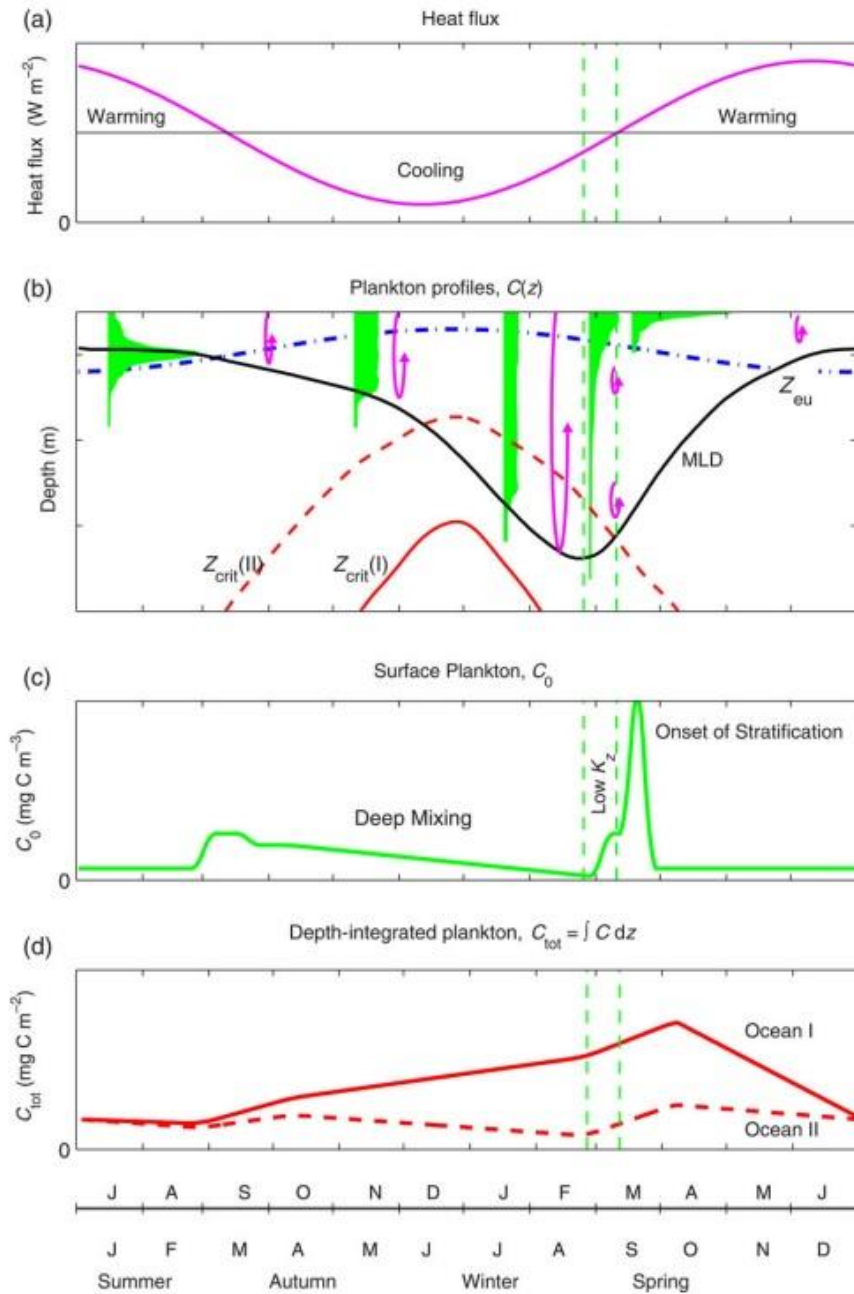 (a)
Heat flux
Heat flux (W m⁻²)
Warming
Warming
Cooling
0
(b)
Plankton profiles, C(z)
Depth (m)
Z_eu
MLD
Z_crit(II)
Z_crit(I)
(c)
Surface Plankton, C₀
C₀ (mg C m⁻³)
Onset of Stratification
Low K_z
Deep Mixing
0
(d)
Depth-integrated plankton, C_tot = ∫ C dz
C_tot (mg C m⁻²)
Ocean I
Ocean II
0
J A S O N D J F M A M J
J F M A M J J A S O N D
Summer Autumn Winter Spring